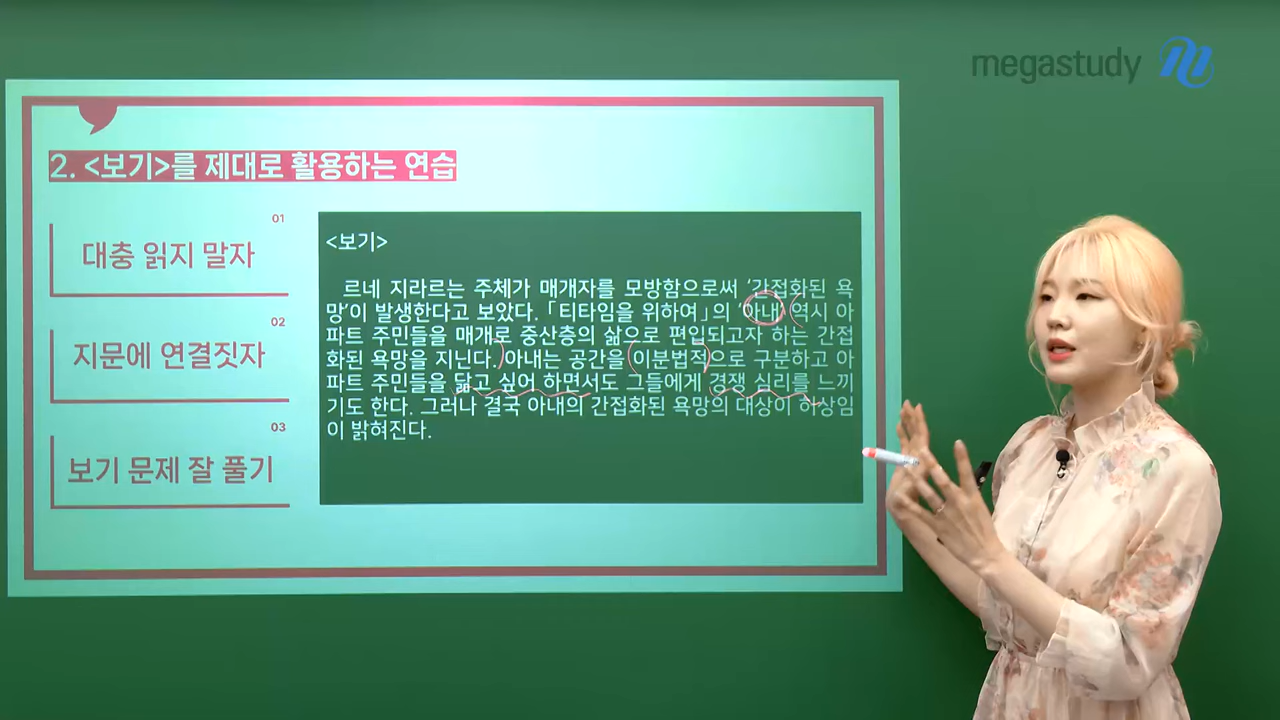 megastudy
2. <보기>를 제대로 활용하는 연습
01
대충 읽지 말자
02
지문에 연결짓자
03
보기 문제 잘 풀기
<보기>
르네 지라르는 주체가 매개자를 모방함으로써 '간접화된 욕
망'이 발생한다고 보았다. 「티타임을 위하여」의 '아내' 역시 아
파트 주민들을 매개로 중산층의 삶으로 편입되고자 하는 간접
화된 욕망을 지닌다. 아내는 공간을 이분법적으로 구분하고 아
파트 주민들을 닮고 싶어 하면서도 그들에게 경쟁 심리를 느끼
기도 한다. 그러나 결국 아내의 간접화된 욕망의 대상이 허상임
이 밝혀진다.